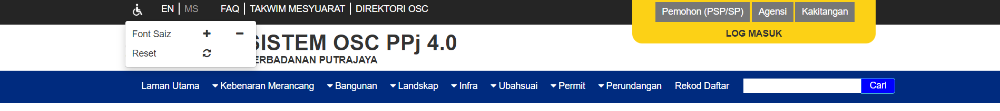 EN MS FAQ TAKWIM MESYUARAT DIREKTORI OSC
Pemohon (PSP/SP) Agensi Kakitangan
LOG MASUK
Font Saiz
Reset
SISTEM OSC PPj 4.0
ERBADANAN PUTRAJAYA
Laman Utama Kebenaran Merancang Bangunan Landskap Infra Ubahsuai Permit Perundangan Rekod Daftar Cari